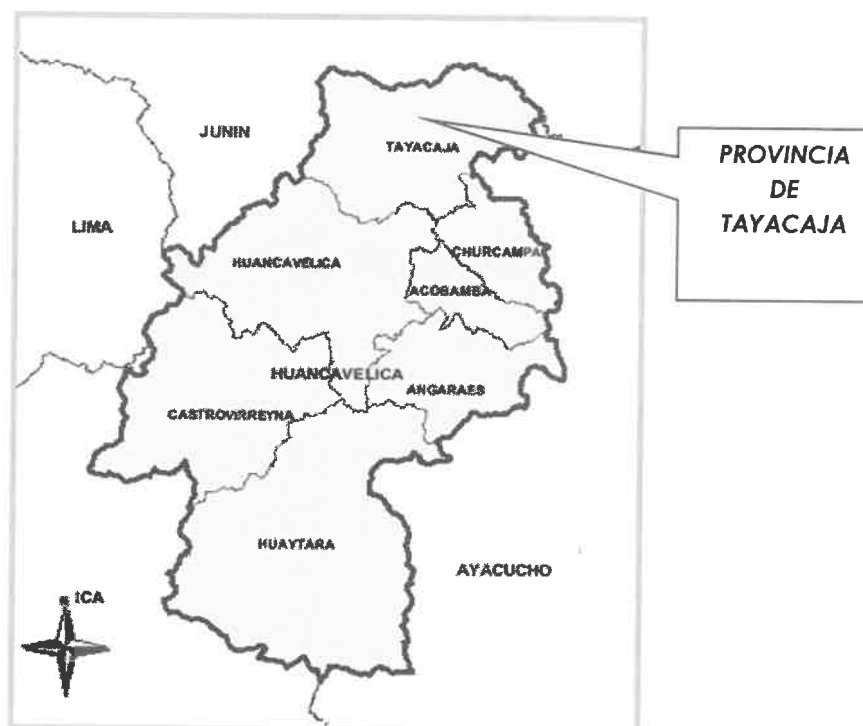 JUNIN
TAYACAJA
PROVINCIA
DE
TAYACAJA
LIMA
HUANCAVELICA
CHURCAMPA
ACOBAMBA
HUANCAVELICA
ANGARAES
CASTROVIRREYNA
HUAYTARA
AYACUCHO
ICA